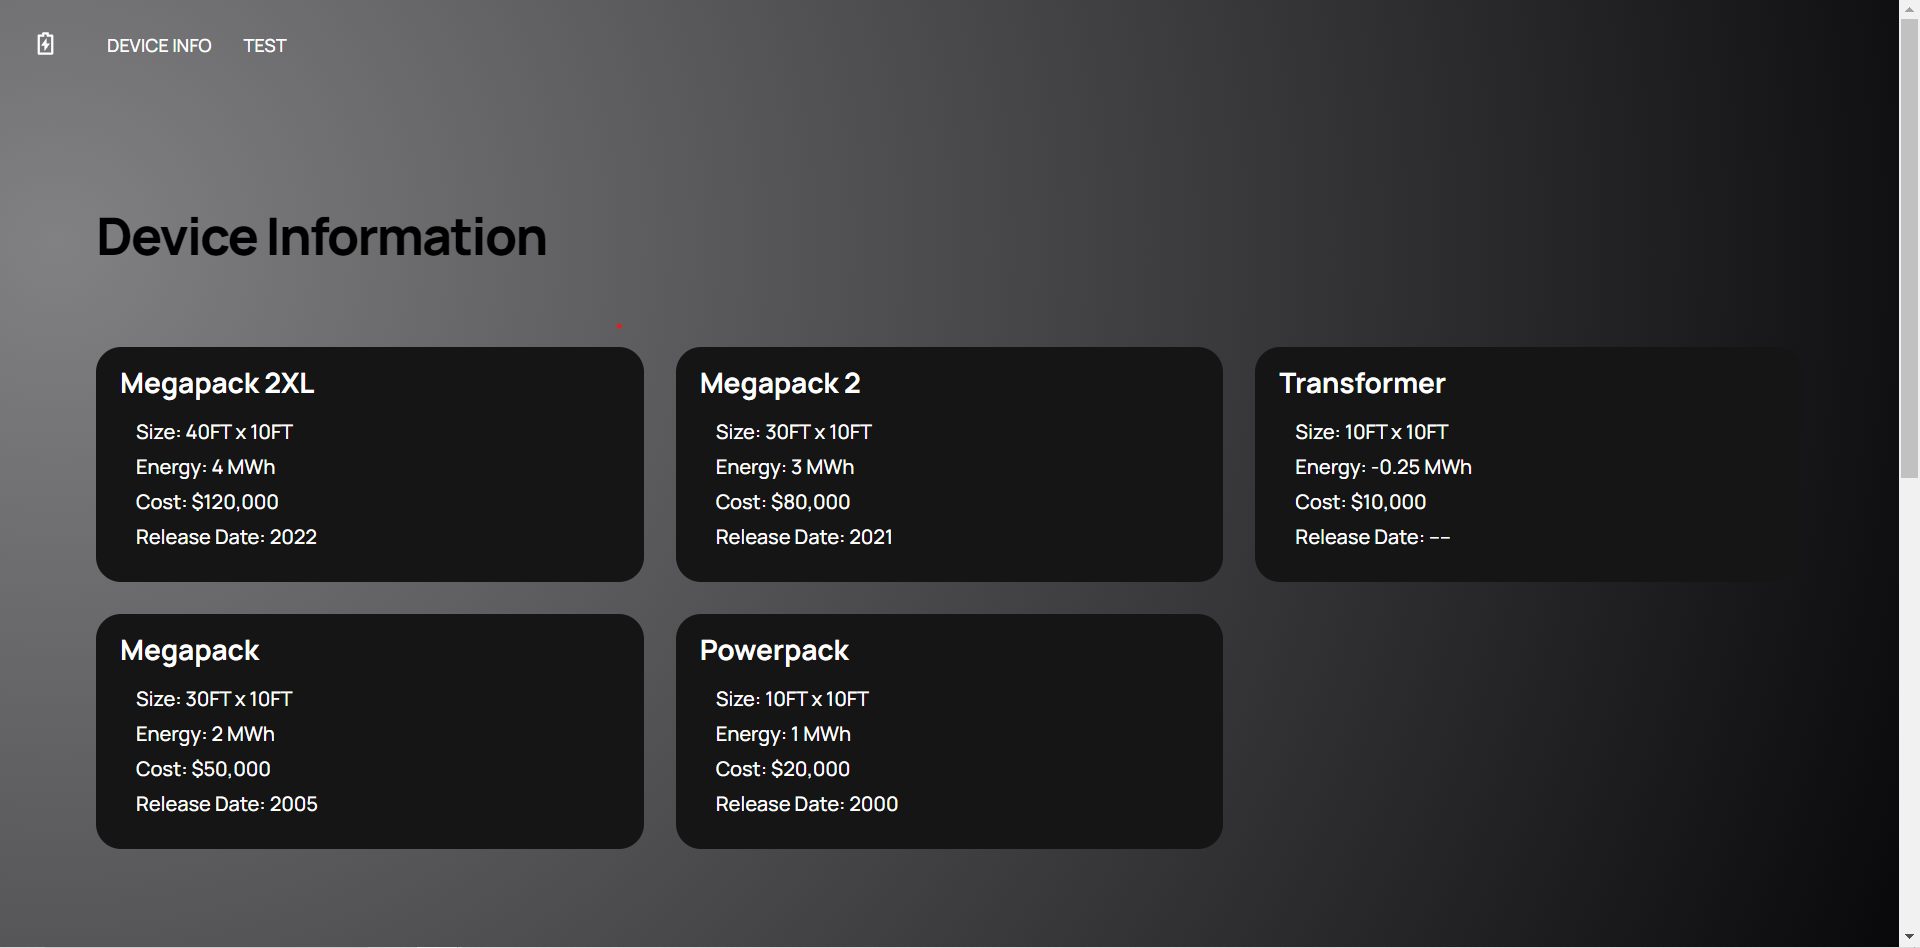 DEVICE INFO TEST
Device Information
Megapack 2XL
Size: 40FT x 10FT
Energy: 4 MWh
Cost: $120,000
Release Date: 2022
Megapack 2
Size: 30FT x 10FT
Energy: 3 MWh
Cost: $80,000
Release Date: 2021
Transformer
Size: 10FT x 10FT
Energy: -0.25 MWh
Cost: $10,000
Release Date: --
Megapack
Size: 30FT x 10FT
Energy: 2 MWh
Cost: $50,000
Release Date: 2005
Powerpack
Size: 10FT x 10FT
Energy: 1 MWh
Cost: $20,000
Release Date: 2000